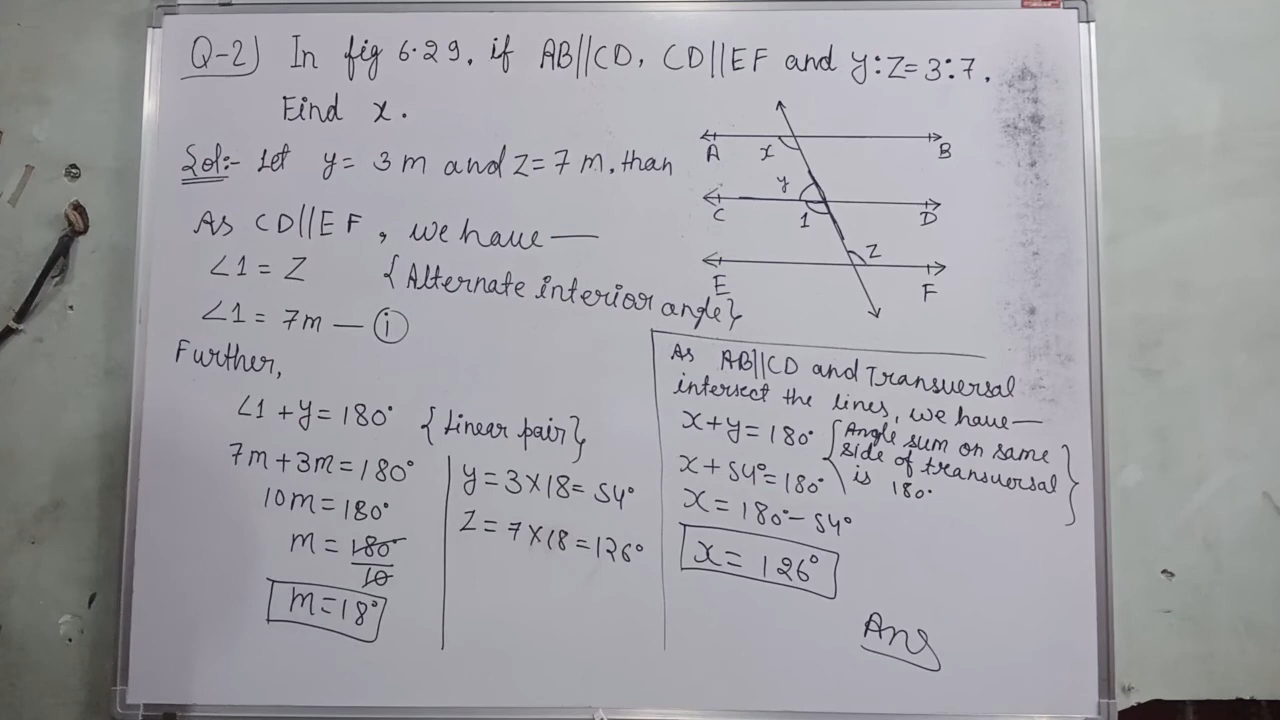 Q-2) In fig 6.29, if AB||CD, CD||EF and y:z=3:7,
Find x.
Sol:- Let y= 3m and z=7m, than
As CD||EF, we have —
∠1 = z {Alternate interior angle}
∠1 = 7m — (i)
Further,
∠1 + y = 180° {Linear pair}
7m + 3m = 180°
10m = 180°
m = 180° / 10
m = 18°
y = 3 × 18 = 54°
z = 7 × 18 = 126°
As AB||CD and Transversal
intersect the lines, we have —
x + y = 180° {Angle sum on same
side of transversal
is 180°}
x + 54° = 180°
x = 180° - 54°
x = 126°
Ans
A
B
x
y
C
1
D
z
E
F